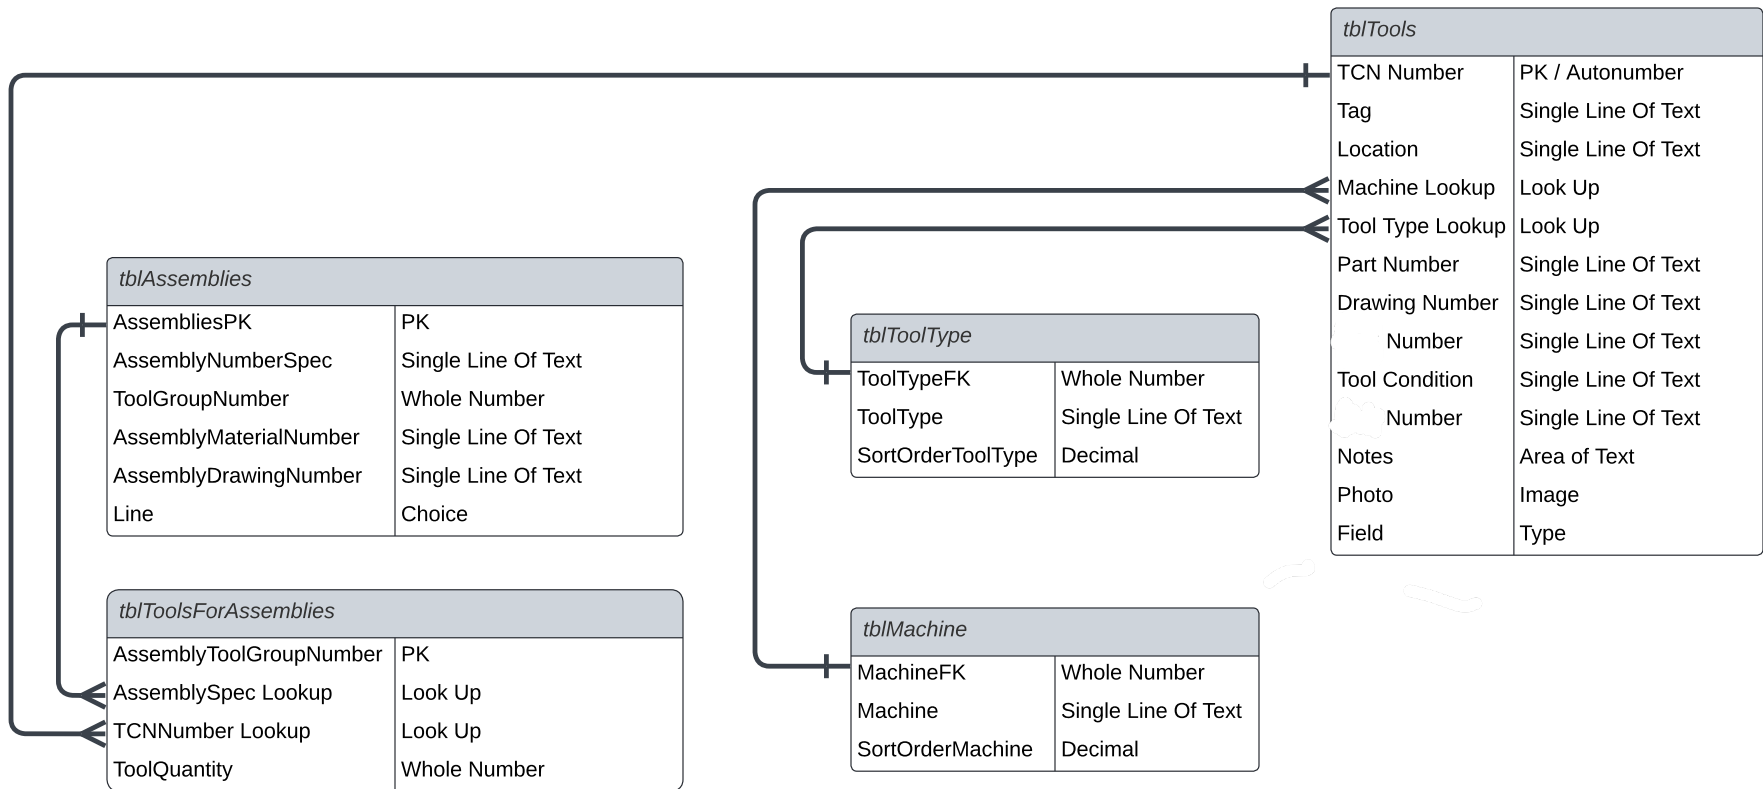 tblTools
TCN Number PK / Autonumber
Tag Single Line Of Text
Location Single Line Of Text
Machine Lookup Look Up
Tool Type Lookup Look Up
Part Number Single Line Of Text
Drawing Number Single Line Of Text
Number Single Line Of Text
Tool Condition Single Line Of Text
Number Single Line Of Text
Notes Area of Text
Photo Image
Field Type
tblAssemblies
AssembliesPK PK
AssemblyNumberSpec Single Line Of Text
ToolGroupNumber Whole Number
AssemblyMaterialNumber Single Line Of Text
AssemblyDrawingNumber Single Line Of Text
Line Choice
tblToolType
ToolTypeFK Whole Number
ToolType Single Line Of Text
SortOrderToolType Decimal
tblToolsForAssemblies
AssemblyToolGroupNumber PK
AssemblySpec Lookup Look Up
TCNNumber Lookup Look Up
ToolQuantity Whole Number
tblMachine
MachineFK Whole Number
Machine Single Line Of Text
SortOrderMachine Decimal